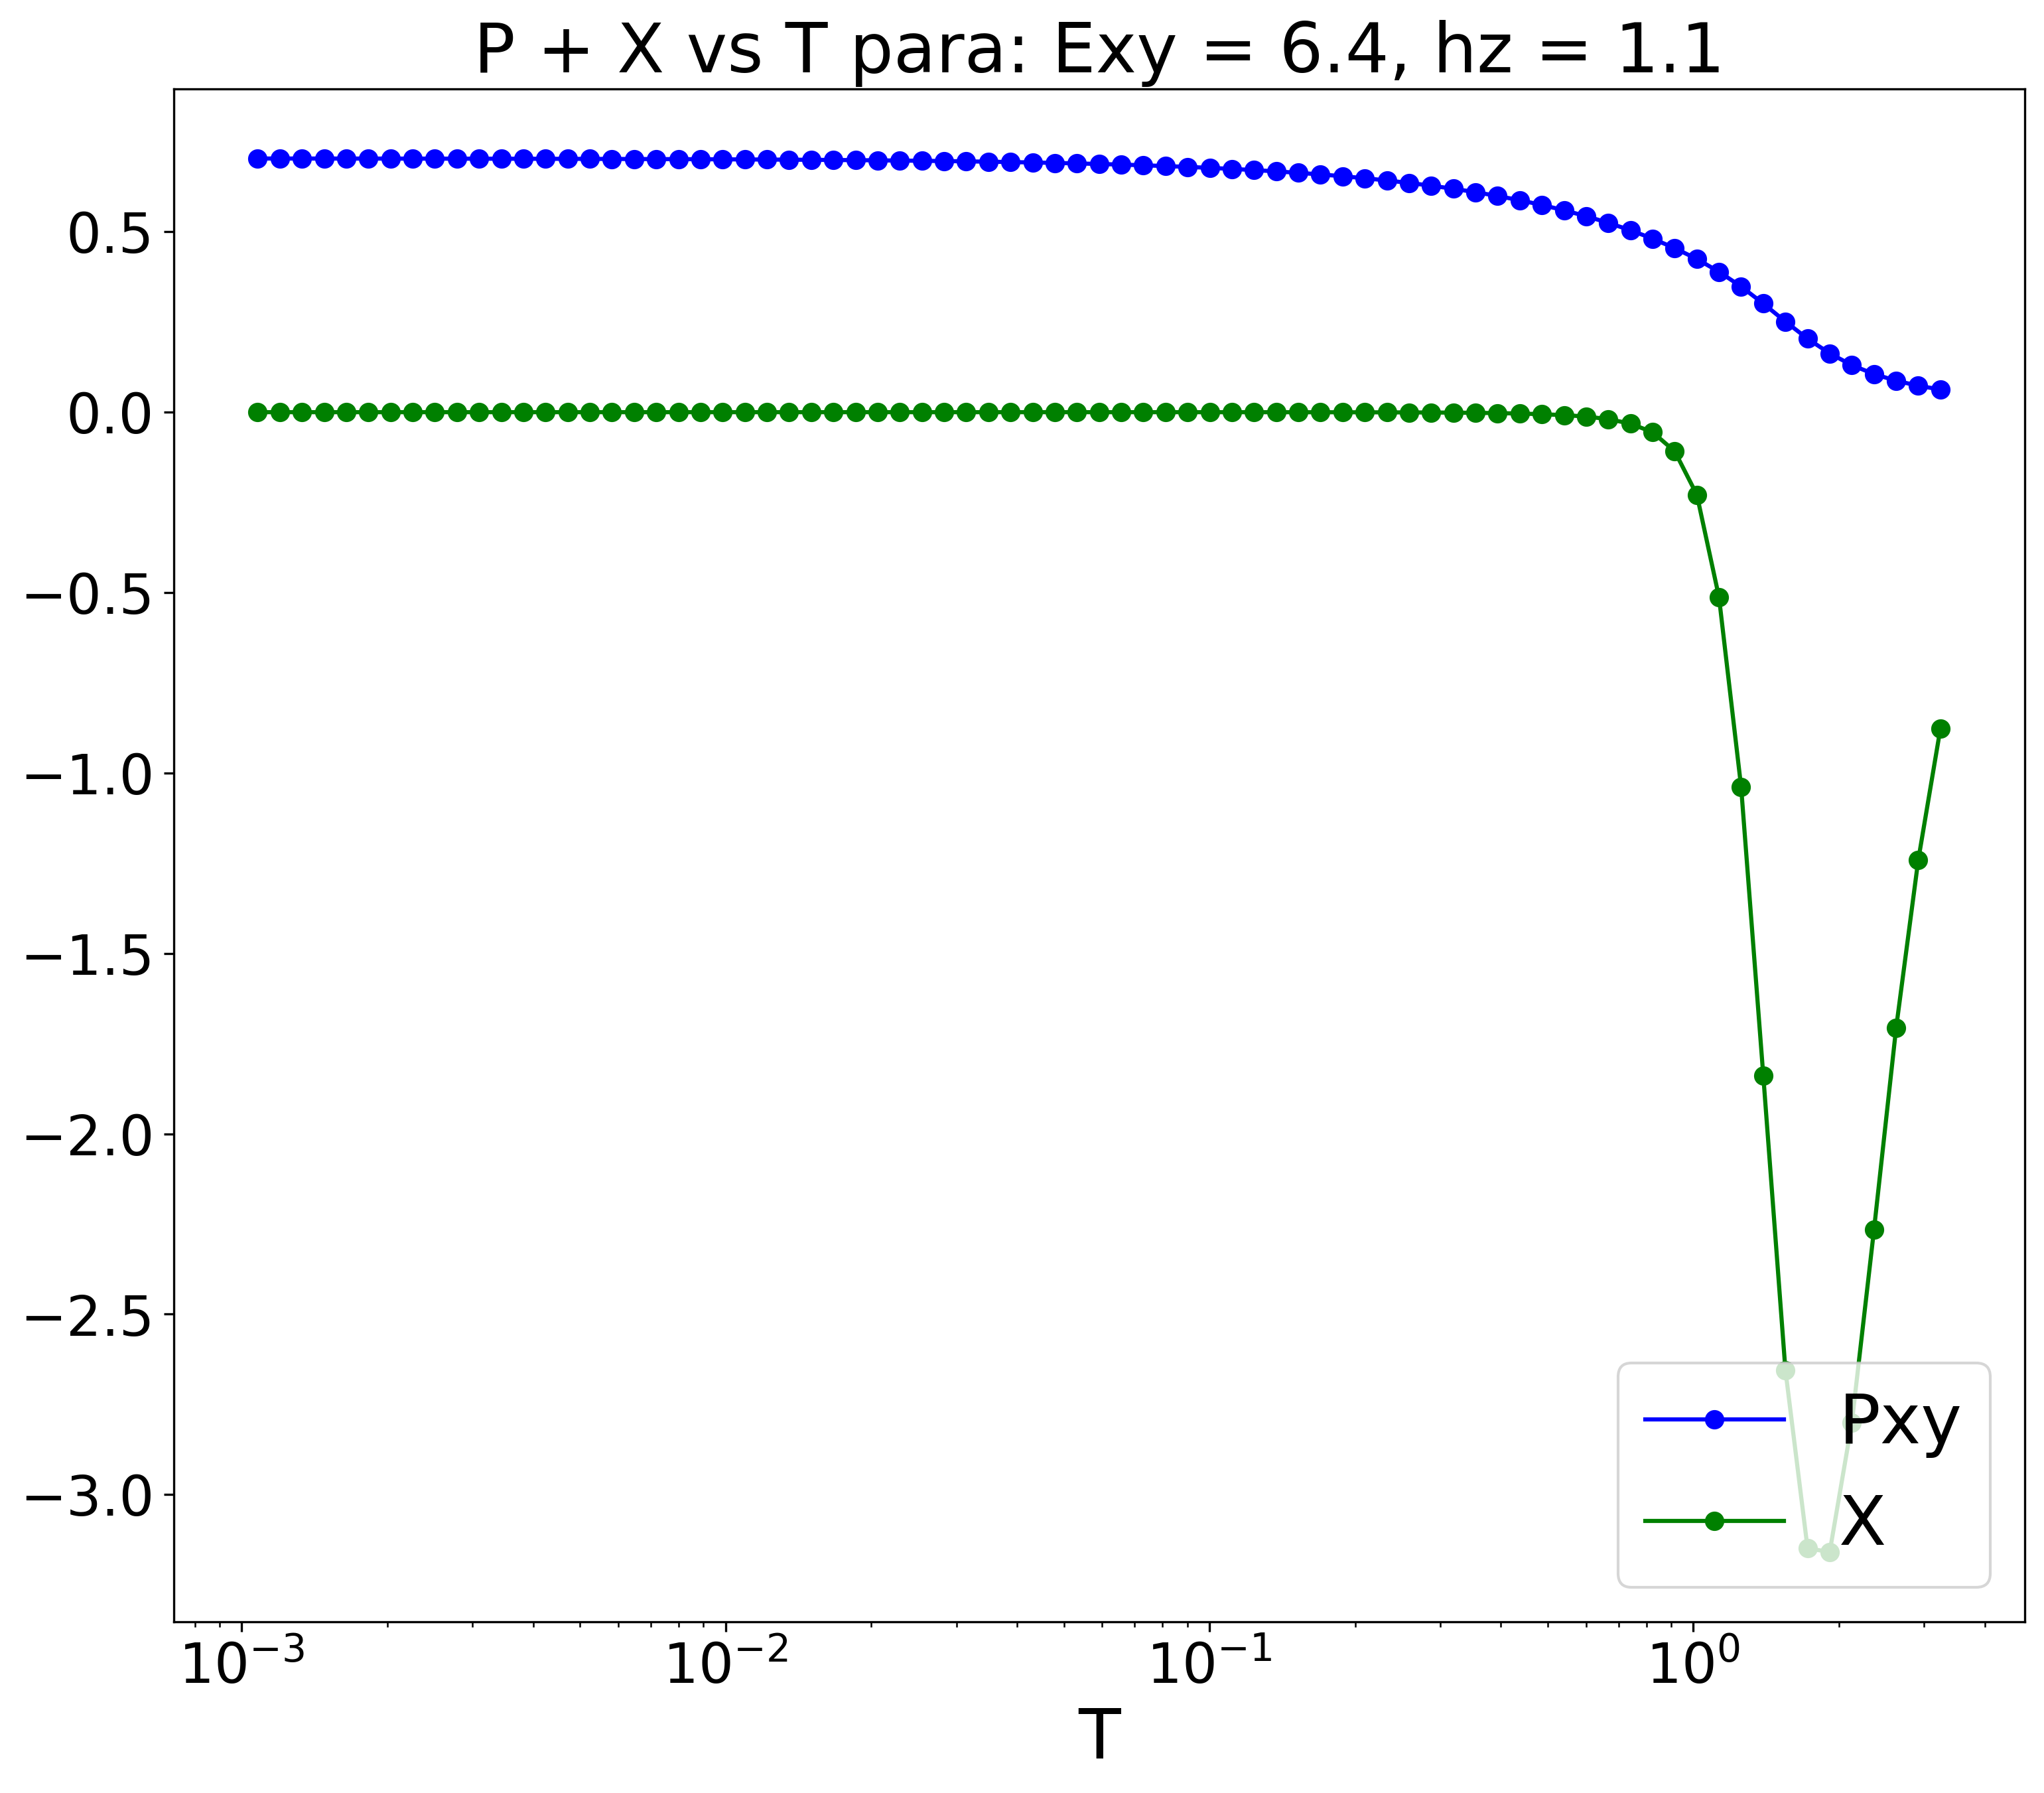 P + X vs T para: Exy = 6.4, hz = 1.1
0.5
0.0
−0.5
−1.0
−1.5
−2.0
−2.5
−3.0
Pxy
X
10⁻³ 10⁻² 10⁻¹ 10⁰
T